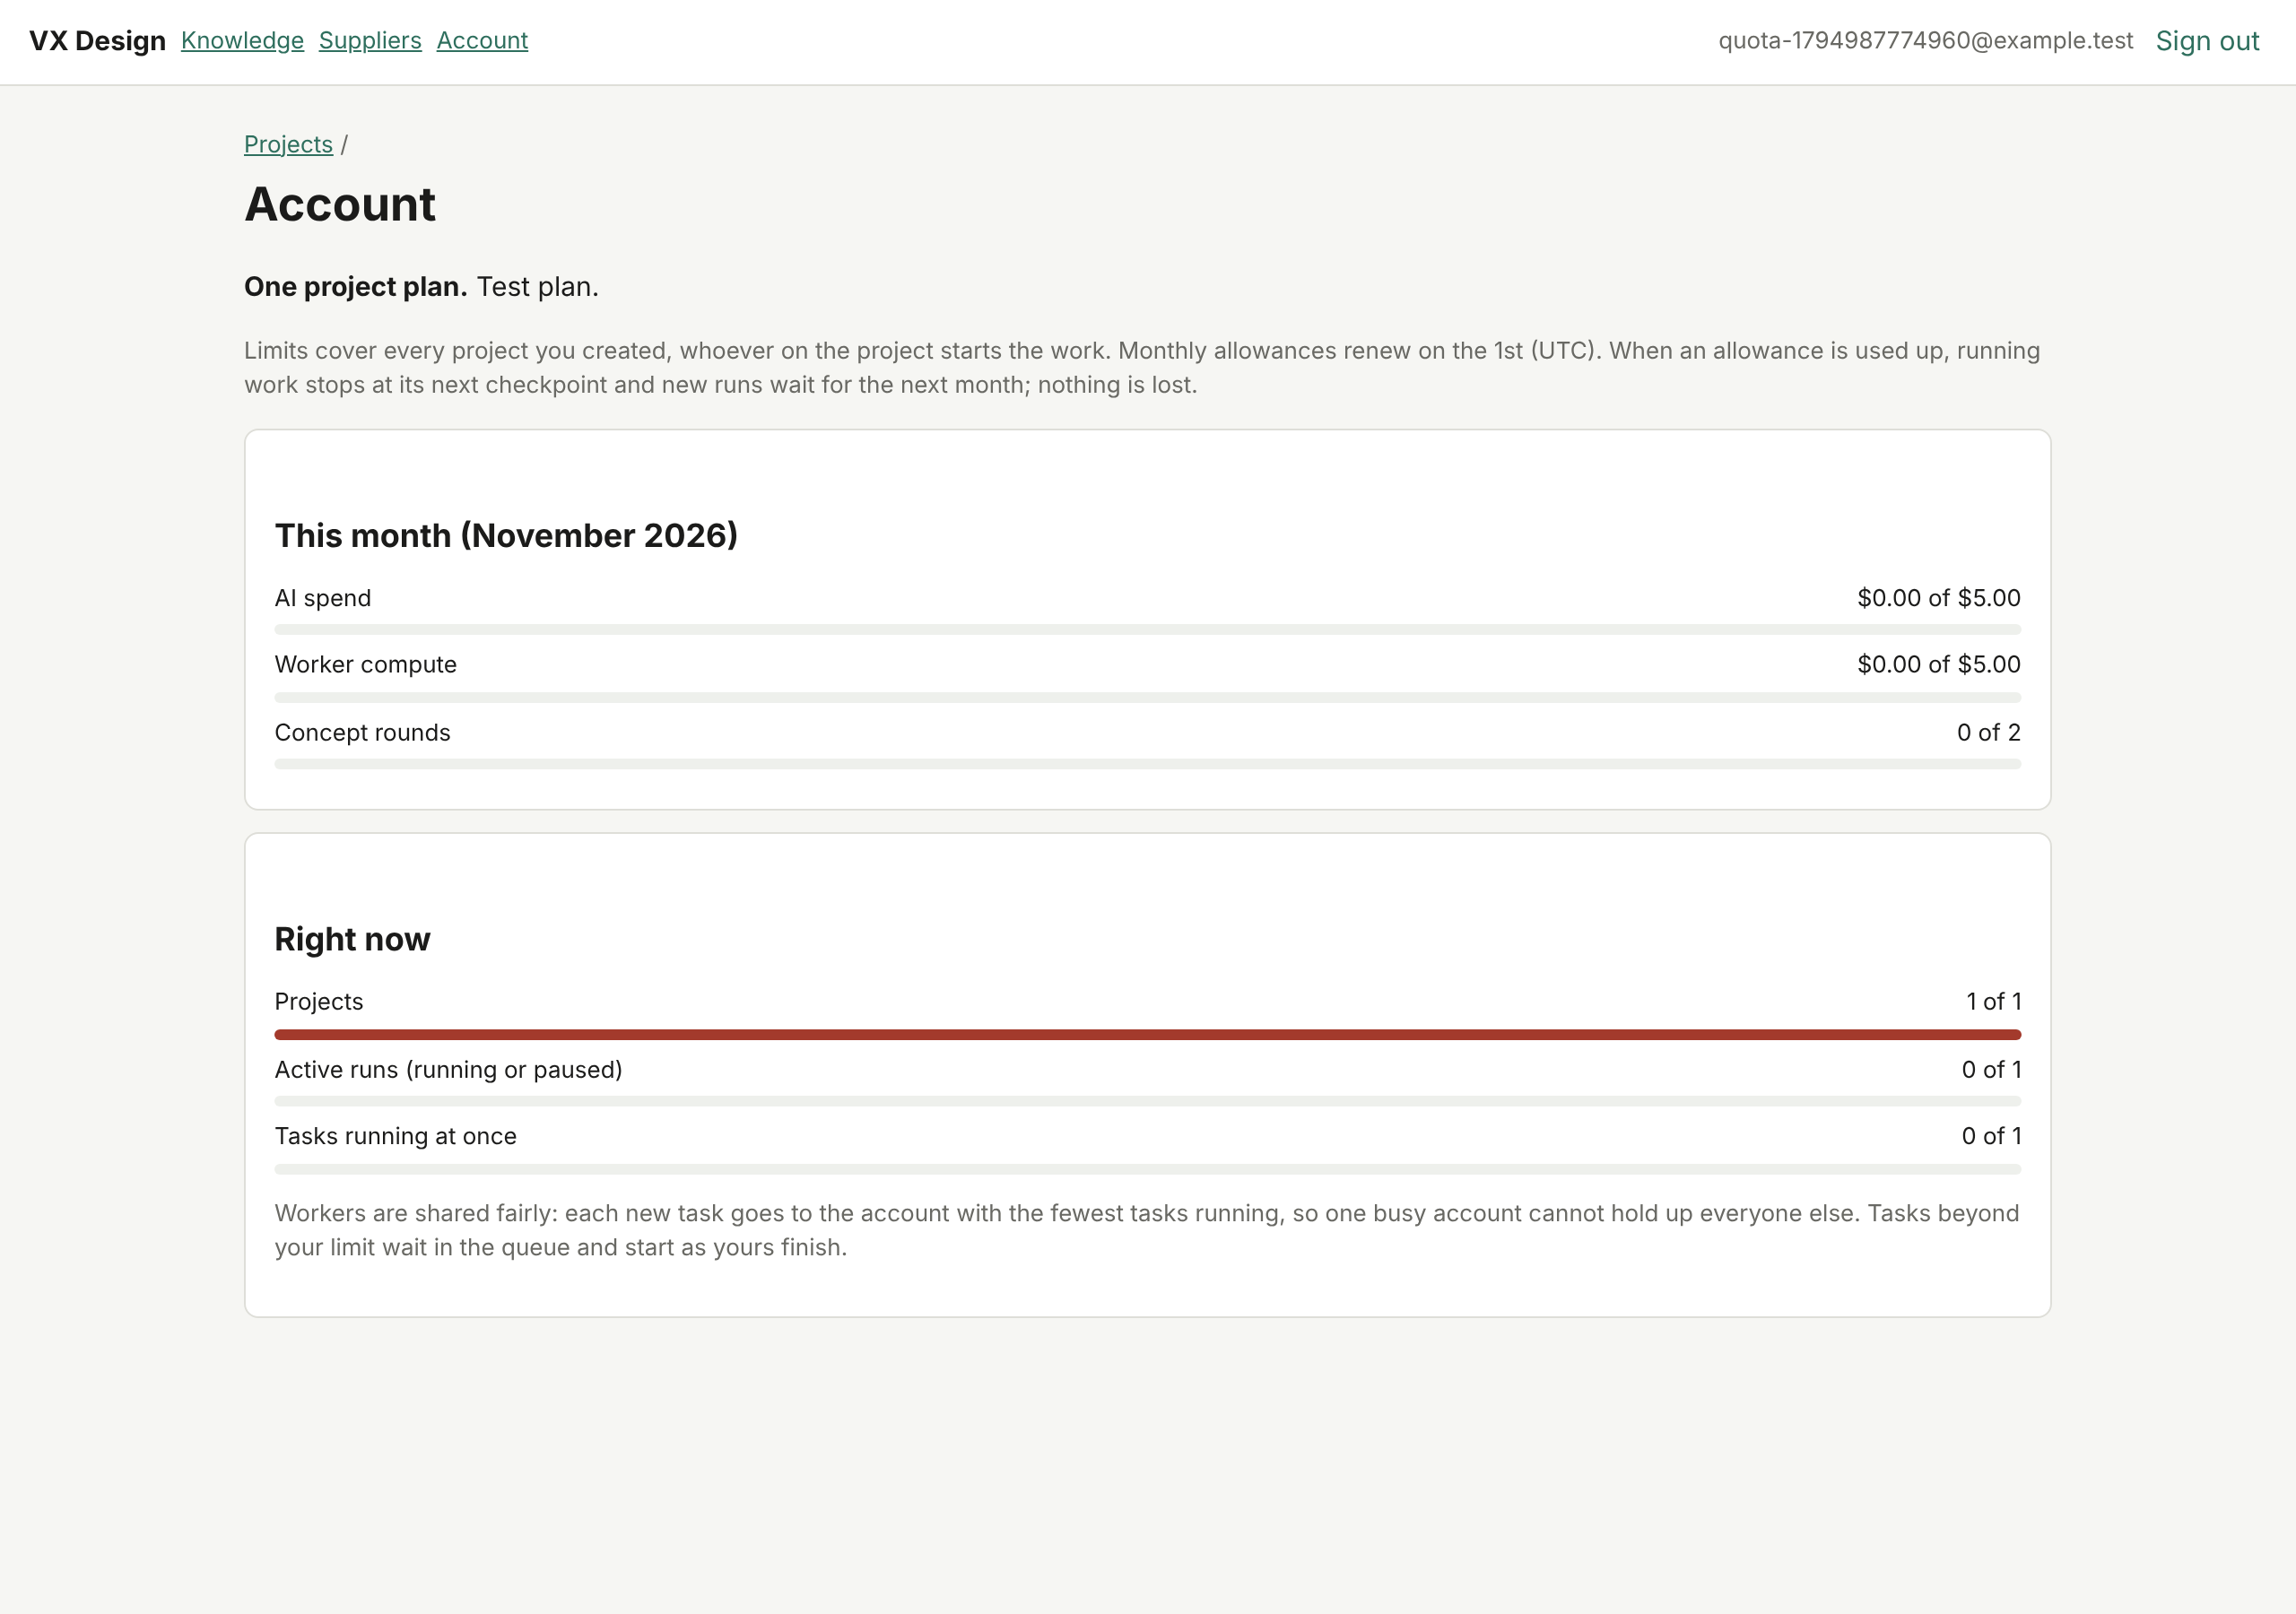 VX Design Knowledge Suppliers Account quota-1794987774960@example.test Sign out
Projects /
Account
One project plan. Test plan.
Limits cover every project you created, whoever on the project starts the work. Monthly allowances renew on the 1st (UTC). When an allowance is used up, running
work stops at its next checkpoint and new runs wait for the next month; nothing is lost.
This month (November 2026)
AI spend $0.00 of $5.00
Worker compute $0.00 of $5.00
Concept rounds 0 of 2
Right now
Projects 1 of 1
Active runs (running or paused) 0 of 1
Tasks running at once 0 of 1
Workers are shared fairly: each new task goes to the account with the fewest tasks running, so one busy account cannot hold up everyone else. Tasks beyond
your limit wait in the queue and start as yours finish.